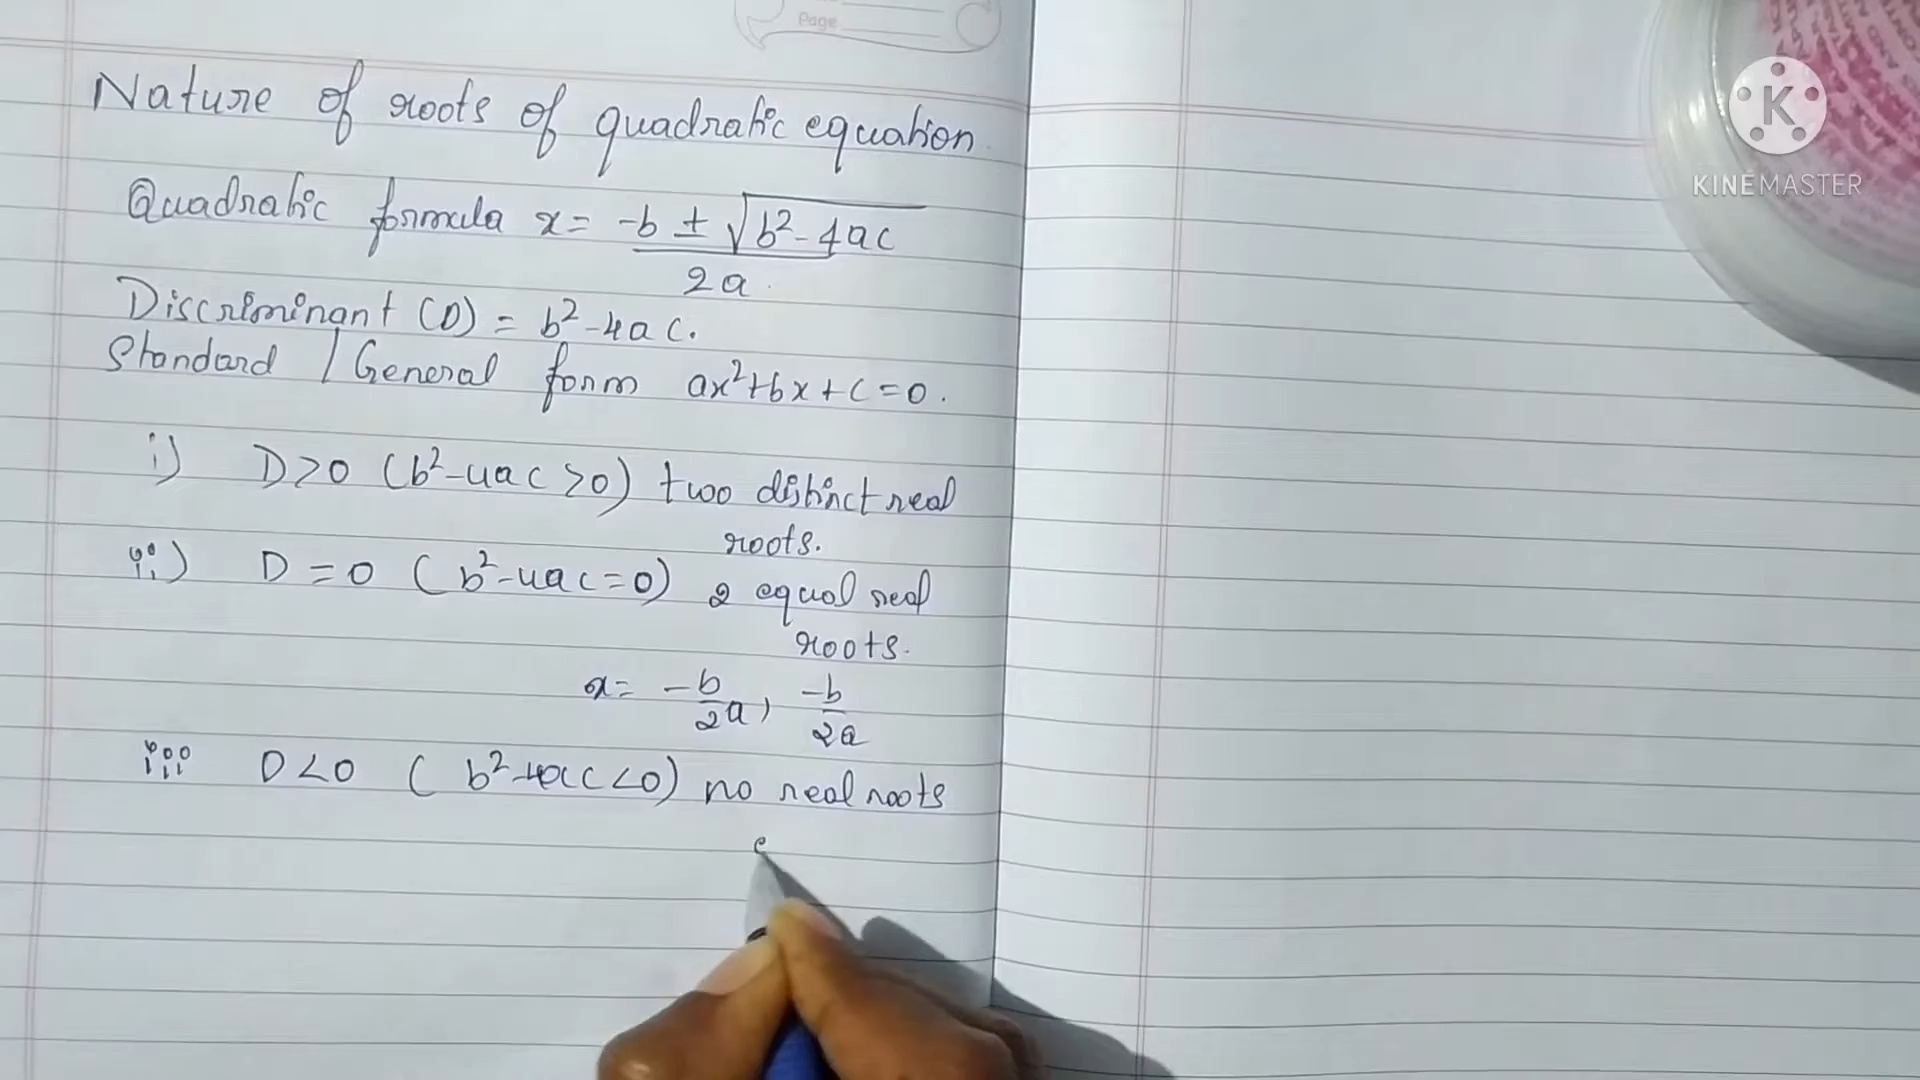 Page
Nature of roots of quadratic equation
Quadratic formula x = -b ± √b²-4ac
2a
Discriminant (D) = b²-4ac.
Standard / General form ax²+bx+c=0.
i) D>0 (b²-4ac>0) two distinct real
roots.
ii) D=0 (b²-4ac=0) 2 equal real
roots.
x= -b/2a, -b/2a
iii D<0 (b²-4ac<0) no real roots
K
KINEMASTER